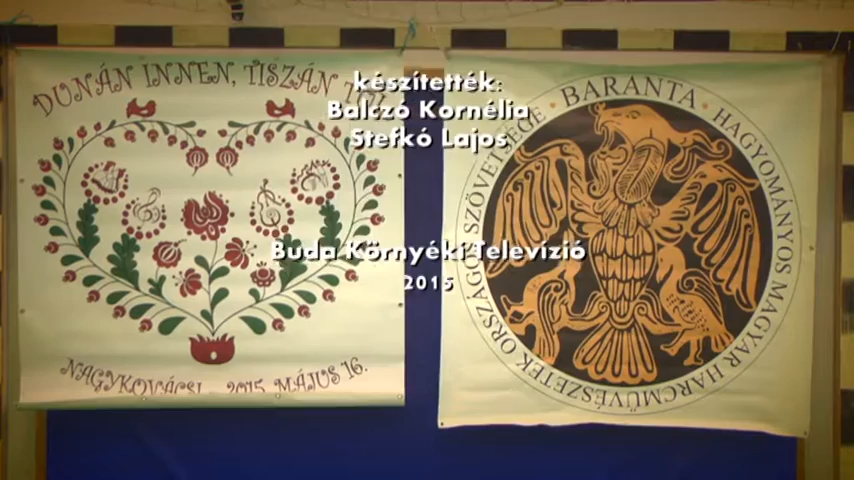 DUNÁN INNEN, TISZÁN TÚL
készítették:
Balczó Kornélia
Stefkó Lajos
Buda Környéki Televízió
2015
NAGYKOVÁCSI 2015 MÁJUS 16.
· BARANTA · HAGYOMÁNYOS MAGYAR HARCMŰVÉSZETEK ORSZÁGOS SZÖVETSÉGE